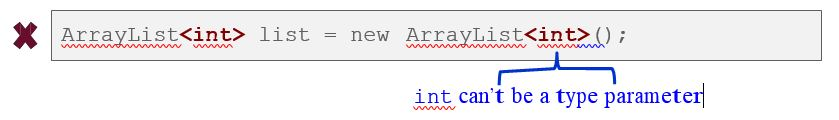 ArrayList<int> list = new ArrayList<int>();
int can't be a type parameter